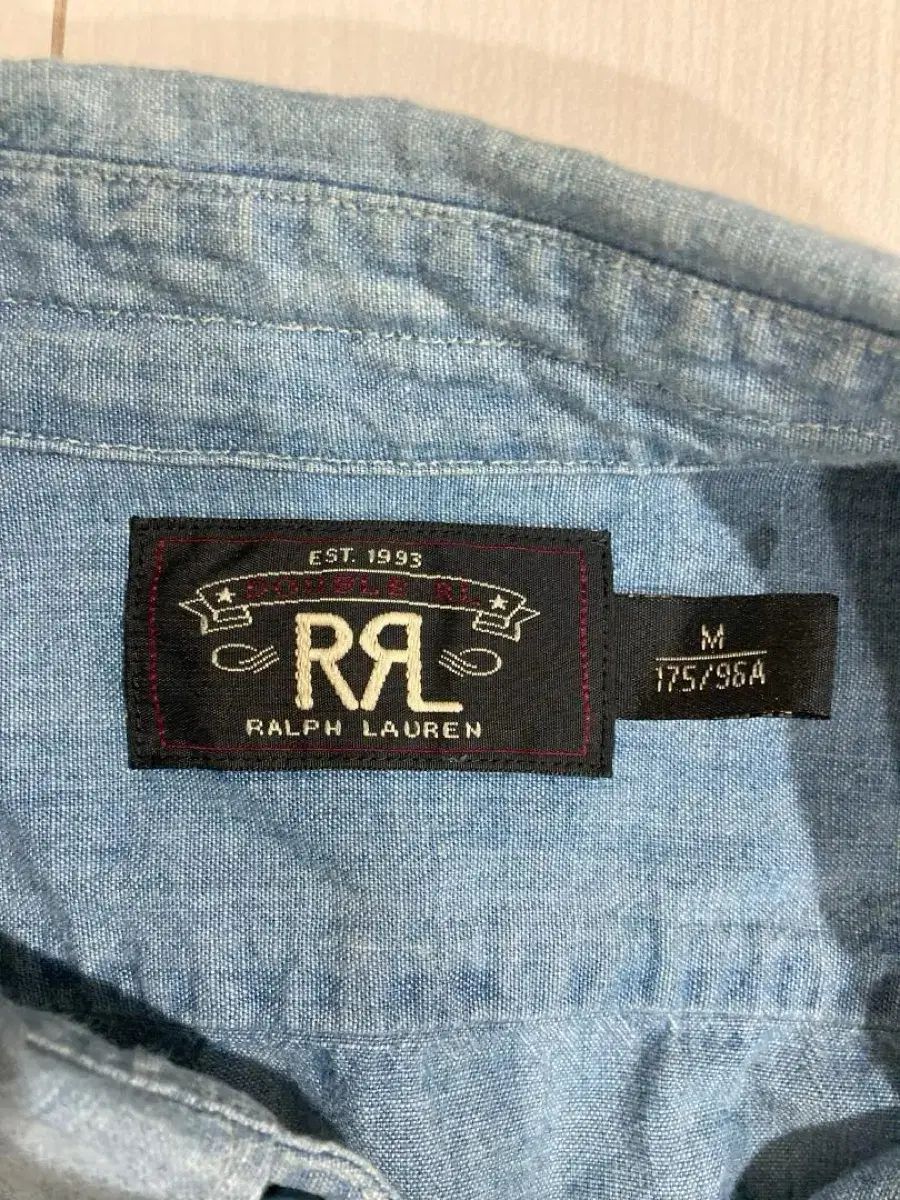 EST. 1993
DOUBLE RL
RRL
RALPH LAUREN
M
175/96A